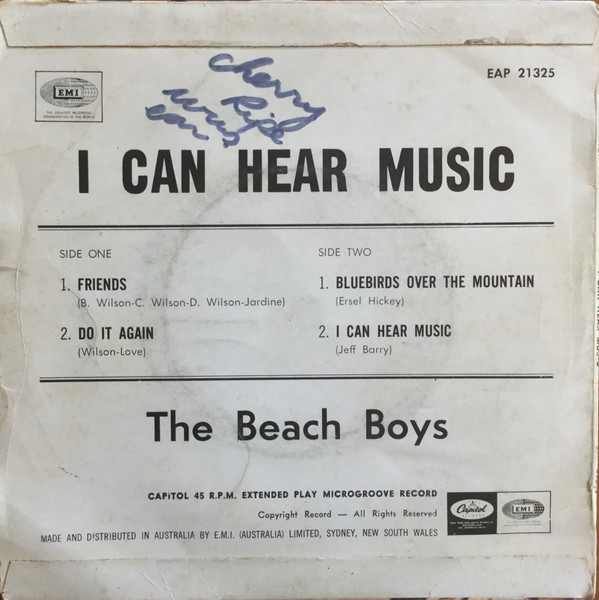 EAP 21325
EMI
THE GREATEST RECORDING
ORGANISATION IN THE WORLD
cherry
Ripe
I CAN HEAR MUSIC
SIDE ONE
1. FRIENDS
(B. Wilson-C. Wilson-D. Wilson-Jardine)
2. DO IT AGAIN
(Wilson-Love)
SIDE TWO
1. BLUEBIRDS OVER THE MOUNTAIN
(Ersel Hickey)
2. I CAN HEAR MUSIC
(Jeff Barry)
The Beach Boys
CAPITOL 45 R.P.M. EXTENDED PLAY MICROGROOVE RECORD
Copyright Record — All Rights Reserved
MADE AND DISTRIBUTED IN AUSTRALIA BY E.M.I. (AUSTRALIA) LIMITED, SYDNEY, NEW SOUTH WALES
Capitol
RECORDS
EMI